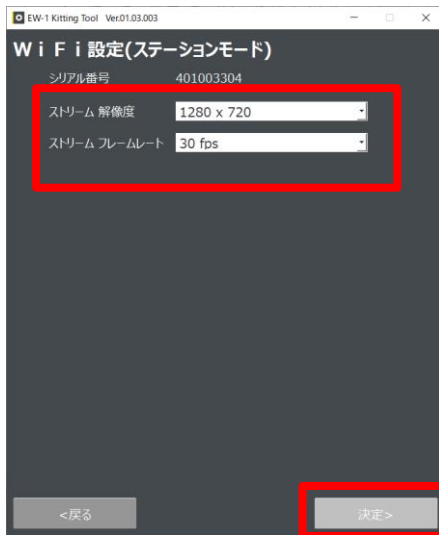 EW-1 Kitting Tool Ver.01.03.003
ＷｉＦｉ設定(ステーションモード)
シリアル番号 401003304
ストリーム 解像度 1280 x 720
ストリーム フレームレート 30 fps
<戻る 決定>